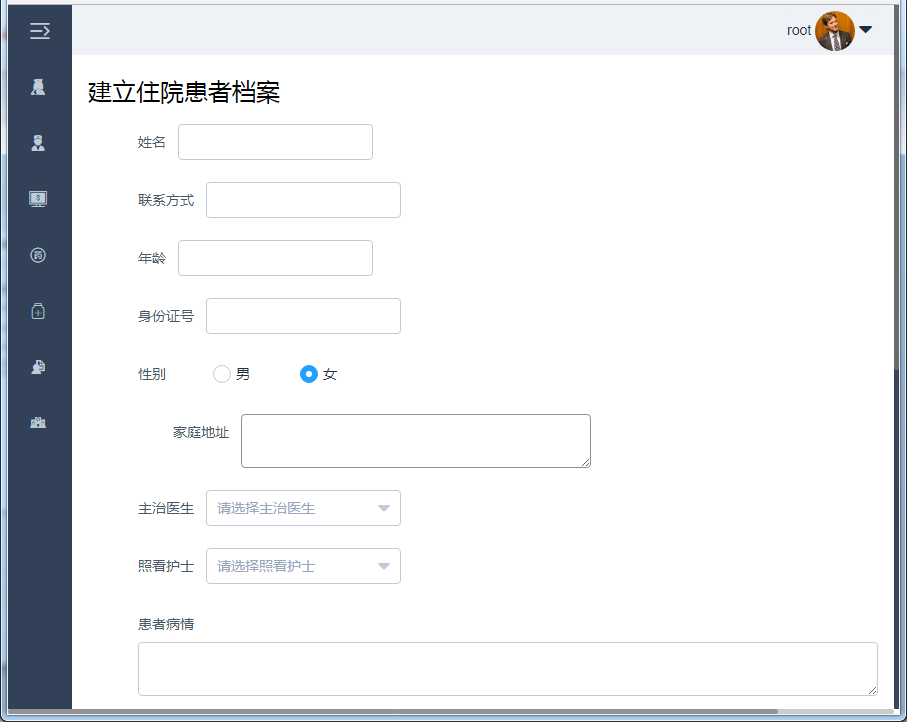 root
建立住院患者档案
姓名
联系方式
年龄
身份证号
性别 男 女
家庭地址
主治医生 请选择主治医生
照看护士 请选择照看护士
患者病情